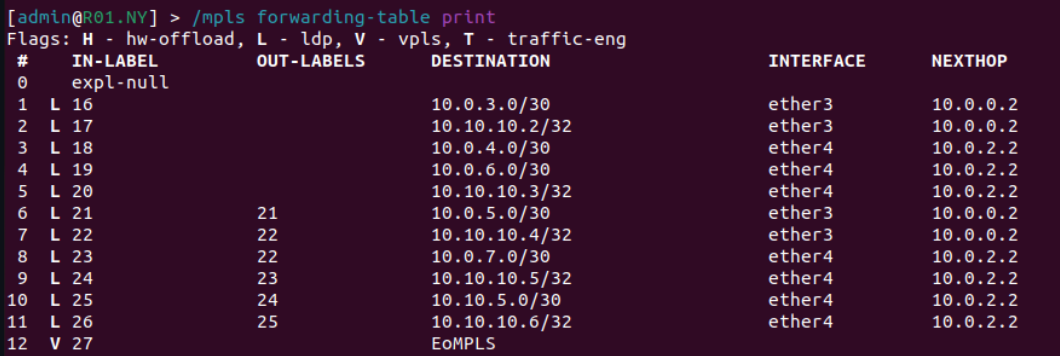 [admin@R01.NY] > /mpls forwarding-table print
Flags: H - hw-offload, L - ldp, V - vpls, T - traffic-eng
#    IN-LABEL    OUT-LABELS    DESTINATION    INTERFACE    NEXTHOP
0    expl-null
1  L 16    10.0.3.0/30    ether3    10.0.0.2
2  L 17    10.10.10.2/32    ether3    10.0.0.2
3  L 18    10.0.4.0/30    ether4    10.0.2.2
4  L 19    10.0.6.0/30    ether4    10.0.2.2
5  L 20    10.10.10.3/32    ether4    10.0.2.2
6  L 21    21    10.0.5.0/30    ether3    10.0.0.2
7  L 22    22    10.10.10.4/32    ether3    10.0.0.2
8  L 23    22    10.0.7.0/30    ether4    10.0.2.2
9  L 24    23    10.10.10.5/32    ether4    10.0.2.2
10  L 25    24    10.10.5.0/30    ether4    10.0.2.2
11  L 26    25    10.10.10.6/32    ether4    10.0.2.2
12  V 27    EoMPLS